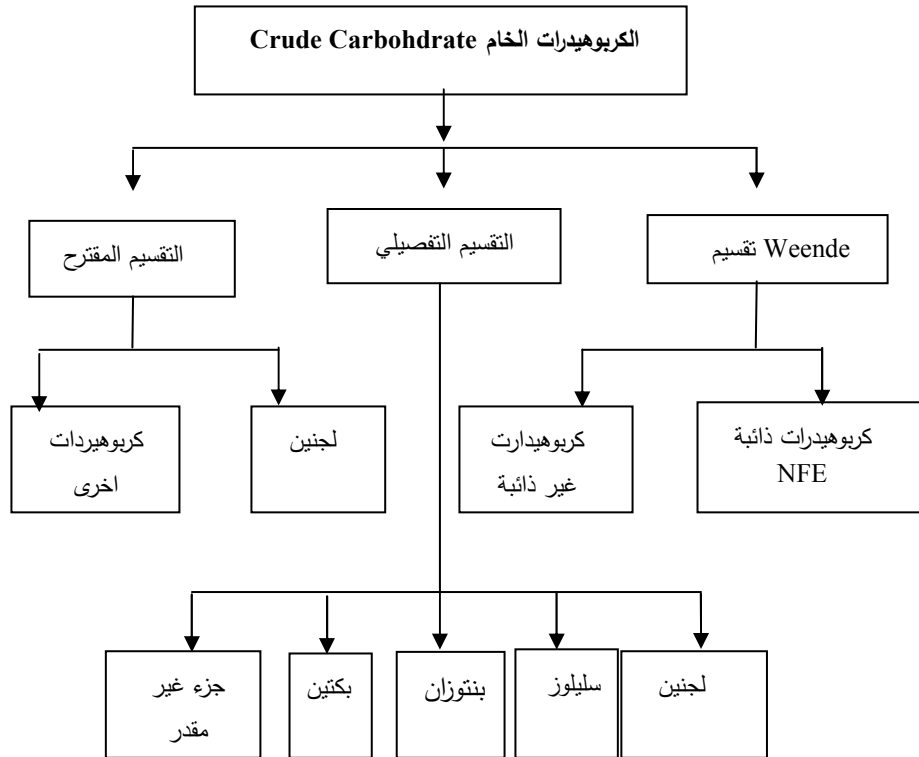 الكربوهيدرات الخام Crude Carbohdrate
تقسيم Weende
التقسيم التفصيلي
التقسيم المقترح
كربوهيدرات ذائبة
NFE
كربوهيدارت
غير ذائبة
لجنين
كربوهيردات
اخرى
لجنين
سليلوز
بنتوزان
بكتين
جزء غير
مقدر